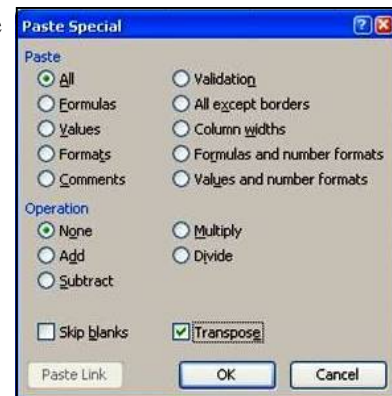 e
Paste Special
Paste
All
Validation
Formulas
All except borders
Values
Column widths
Formats
Formulas and number formats
Comments
Values and number formats
Operation
None
Multiply
Add
Divide
Subtract
Skip blanks
Transpose
Paste Link
OK
Cancel